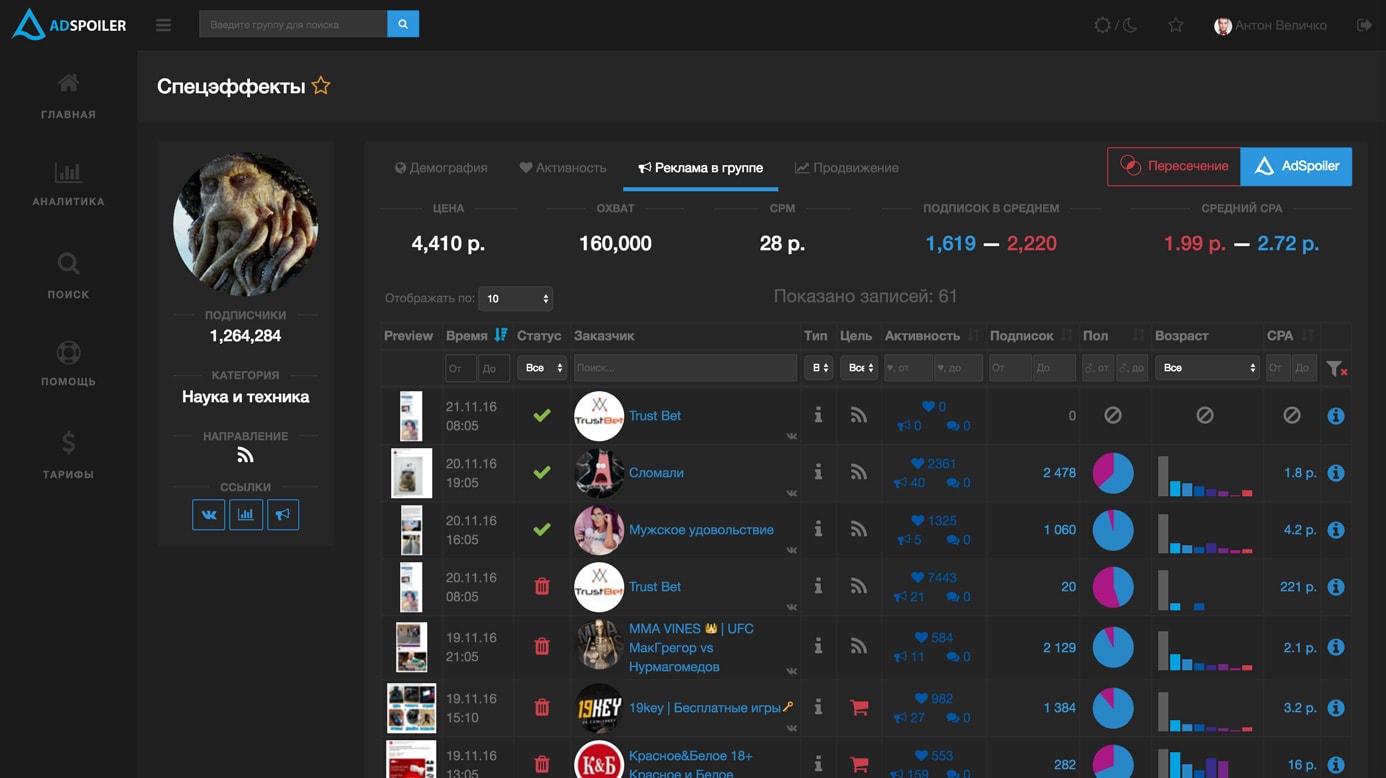 ADSPOILER
Введите группу для поиска
/
Антон Величко
Спецэффекты
ГЛАВНАЯ
АНАЛИТИКА
ПОИСК
ПОМОЩЬ
ТАРИФЫ
ПОДПИСЧИКИ
1,264,284
КАТЕГОРИЯ
Наука и техника
НАПРАВЛЕНИЕ
ССЫЛКИ
Демография Активность Реклама в группе Продвижение
Пересечение AdSpoiler
ЦЕНА ОХВАТ CPM ПОДПИСОК В СРЕДНЕМ СРЕДНИЙ CPA
4,410 р. 160,000 28 р. 1,619 — 2,220 1.99 р. — 2.72 р.
Отображать по: 10 Показано записей: 61
Preview Время Статус Заказчик Тип Цель Активность Подписок Пол Возраст CPA
От До Все Поиск... В Все ♥, от ♥, до От До ♂, от ♂, до Все От До
21.11.16
08:05
TrustBet
Trust Bet
0
0 0
0
20.11.16
19:05
Сломали
2361
40 0
2 478
1.8 р.
20.11.16
16:05
Мужское удовольствие
1325
5 0
1 060
4.2 р.
20.11.16
08:05
TrustBet
Trust Bet
7443
21 0
20
221 р.
19.11.16
21:05
MMA
MMA VINES 👑 | UFC
МакГрегор vs
Нурмагомедов
584
11 0
2 129
2.1 р.
19.11.16
15:10
19KEY
19key | Бесплатные игры🔑
982
27 0
1 384
3.2 р.
19.11.16
13:05
К&Б
Красное&Белое 18+
Красное и Белое
553
159 0
282
16 р.